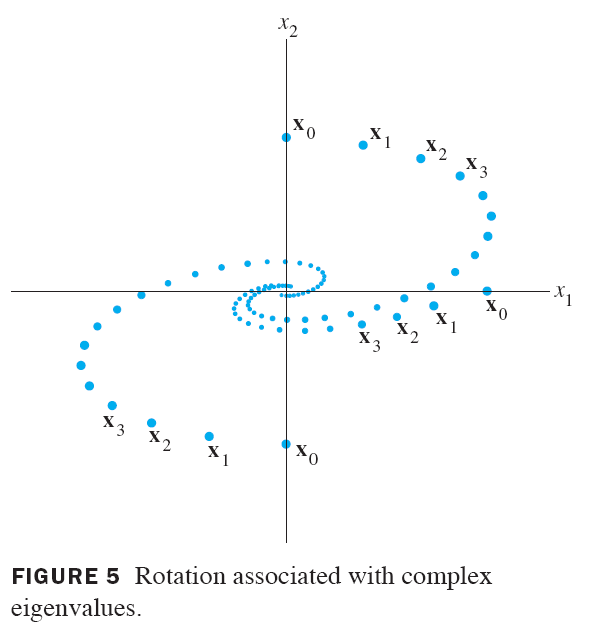 x₂
x₀
x₁
x₂
x₃
x₁
x₀
x₁
x₂
x₃
x₃
x₂
x₁
x₀
FIGURE 5 Rotation associated with complex
eigenvalues.